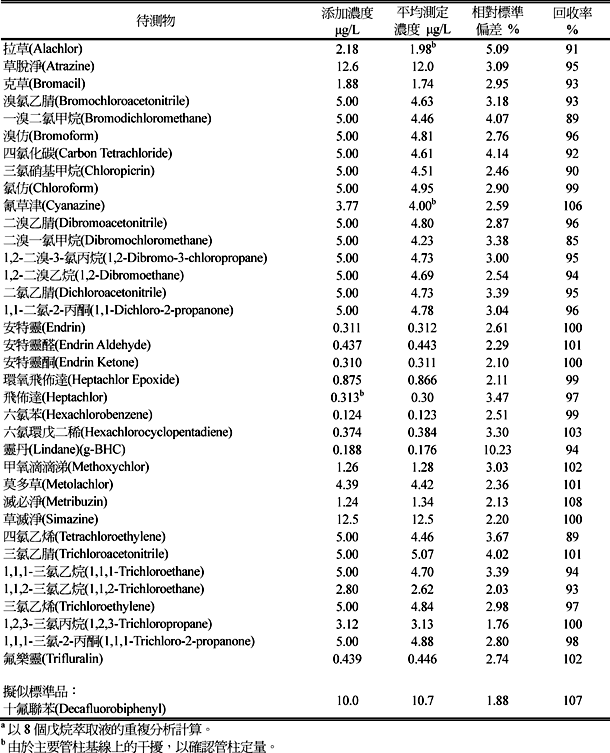 待測物 添加濃度 μg/L 平均測定濃度 μg/L 相對標準偏差 % 回收率 %
拉草(Alachlor) 2.18 1.98b 5.09 91
草脫淨(Atrazine) 12.6 12.0 3.09 95
克草(Bromacil) 1.88 1.74 2.95 93
溴氯乙腈(Bromochloroacetonitrile) 5.00 4.63 3.18 93
一溴二氯甲烷(Bromodichloromethane) 5.00 4.46 4.07 89
溴仿(Bromoform) 5.00 4.81 2.76 96
四氯化碳(Carbon Tetrachloride) 5.00 4.61 4.14 92
三氯硝基甲烷(Chloropicrin) 5.00 4.51 2.46 90
氯仿(Chloroform) 5.00 4.95 2.90 99
氰草津(Cyanazine) 3.77 4.00b 2.59 106
二溴乙腈(Dibromoacetonitrile) 5.00 4.80 2.87 96
二溴一氯甲烷(Dibromochloromethane) 5.00 4.23 3.38 85
1,2-二溴-3-氯丙烷(1,2-Dibromo-3-chloropropane) 5.00 4.73 3.00 95
1,2-二溴乙烷(1,2-Dibromoethane) 5.00 4.69 2.54 94
二氯乙腈(Dichloroacetonitrile) 5.00 4.73 3.39 95
1,1-二氯-2-丙酮(1,1-Dichloro-2-propanone) 5.00 4.78 3.04 96
安特靈(Endrin) 0.311 0.312 2.61 100
安特靈醛(Endrin Aldehyde) 0.437 0.443 2.29 101
安特靈酮(Endrin Ketone) 0.310 0.311 2.10 100
環氧飛佈達(Heptachlor Epoxide) 0.875 0.866 2.11 99
飛佈達(Heptachlor) 0.313b 0.30 3.47 97
六氯苯(Hexachlorobenzene) 0.124 0.123 2.51 99
六氯環戊二稀(Hexachlorocyclopentadiene) 0.374 0.384 3.30 103
靈丹(Lindane)(g-BHC) 0.188 0.176 10.23 94
甲氧滴滴涕(Methoxychlor) 1.26 1.28 3.03 102
莫多草(Metolachlor) 4.39 4.42 2.36 101
滅必淨(Metribuzin) 1.24 1.34 2.13 108
草滅淨(Simazine) 12.5 12.5 2.20 100
四氯乙烯(Tetrachloroethylene) 5.00 4.46 3.67 89
三氯乙腈(Trichloroacetonitrile) 5.00 5.07 4.02 101
1,1,1-三氯乙烷(1,1,1-Trichloroethane) 5.00 4.70 3.39 94
1,1,2-三氯乙烷(1,1,2-Trichloroethane) 2.80 2.62 2.03 93
三氯乙烯(Trichloroethylene) 5.00 4.84 2.98 97
1,2,3-三氯丙烷(1,2,3-Trichloropropane) 3.12 3.13 1.76 100
1,1,1-三氯-2-丙酮(1,1,1-Trichloro-2-propanone) 5.00 4.88 2.80 98
氟樂靈(Trifluralin) 0.439 0.446 2.74 102
擬似標準品：
十氟聯苯(Decafluorobiphenyl) 10.0 10.7 1.88 107
a 以 8 個戊烷萃取液的重複分析計算。
b 由於主要管柱基線上的干擾，以確認管柱定量。